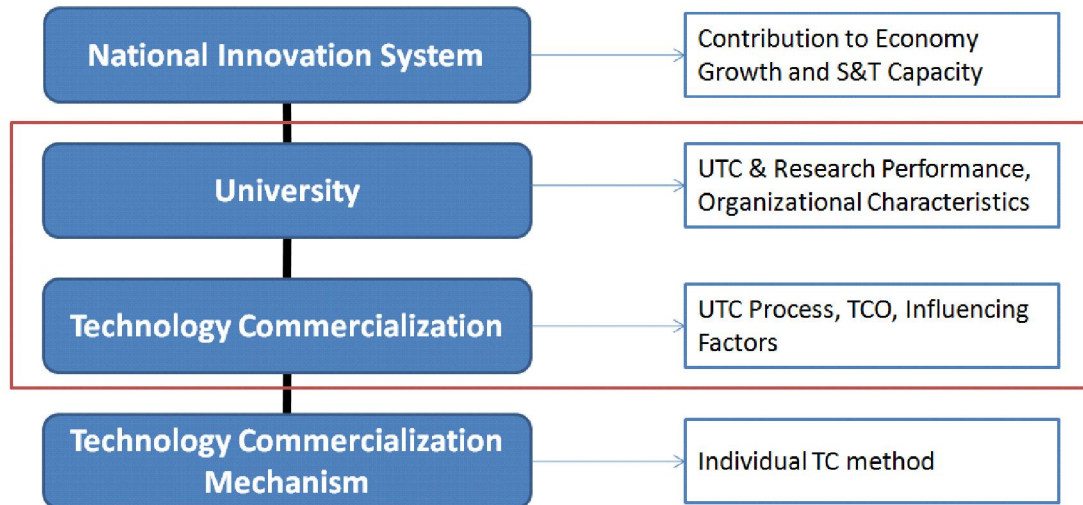 National Innovation System
Contribution to Economy
Growth and S&T Capacity
University
UTC & Research Performance,
Organizational Characteristics
Technology Commercialization
UTC Process, TCO, Influencing
Factors
Technology Commercialization
Mechanism
Individual TC method